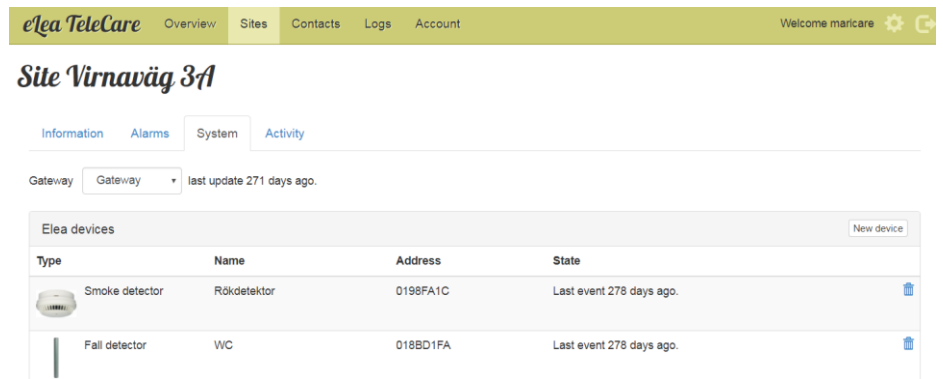 eLea TeleCare Overview Sites Contacts Logs Account Welcome maricare
Site Virnaväg 3A
Information Alarms System Activity
Gateway Gateway last update 271 days ago.
Elea devices New device
Type Name Address State
Smoke detector Rökdetektor 0198FA1C Last event 278 days ago.
Fall detector WC 018BD1FA Last event 278 days ago.